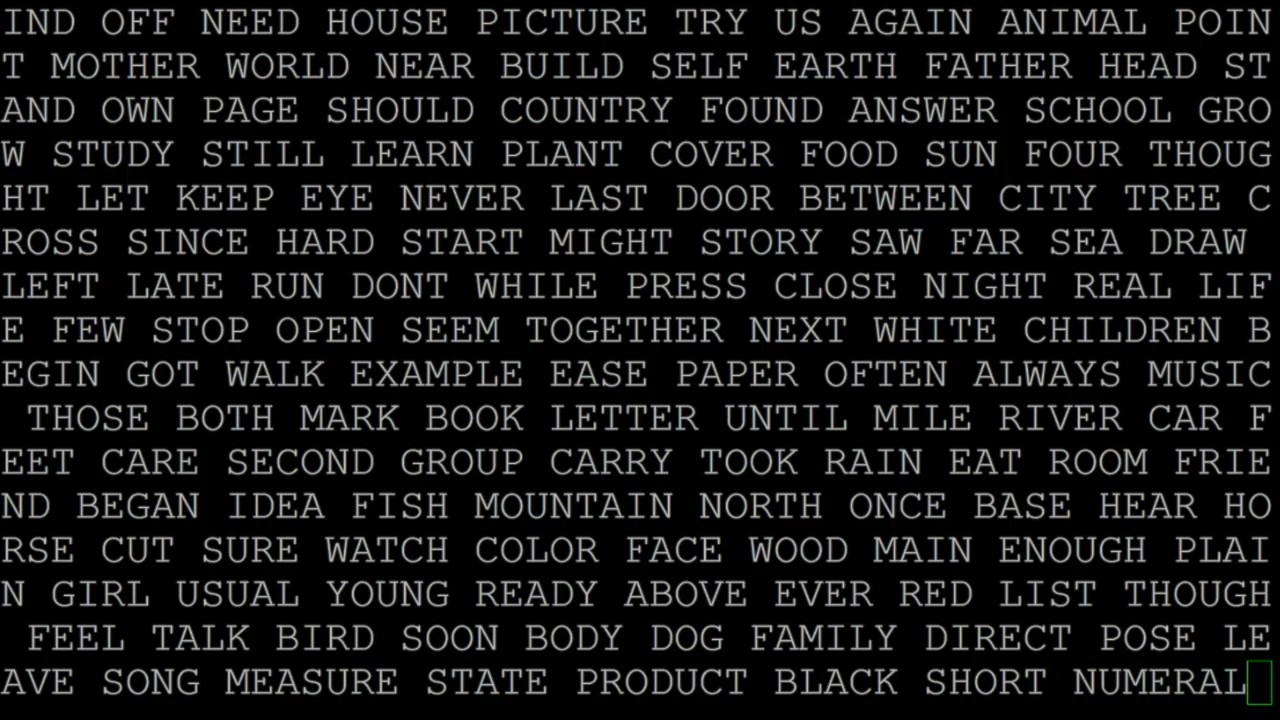 IND OFF NEED HOUSE PICTURE TRY US AGAIN ANIMAL POIN
T MOTHER WORLD NEAR BUILD SELF EARTH FATHER HEAD ST
AND OWN PAGE SHOULD COUNTRY FOUND ANSWER SCHOOL GRO
W STUDY STILL LEARN PLANT COVER FOOD SUN FOUR THOUG
HT LET KEEP EYE NEVER LAST DOOR BETWEEN CITY TREE C
ROSS SINCE HARD START MIGHT STORY SAW FAR SEA DRAW
LEFT LATE RUN DONT WHILE PRESS CLOSE NIGHT REAL LIF
E FEW STOP OPEN SEEM TOGETHER NEXT WHITE CHILDREN B
EGIN GOT WALK EXAMPLE EASE PAPER OFTEN ALWAYS MUSIC
THOSE BOTH MARK BOOK LETTER UNTIL MILE RIVER CAR F
EET CARE SECOND GROUP CARRY TOOK RAIN EAT ROOM FRIE
ND BEGAN IDEA FISH MOUNTAIN NORTH ONCE BASE HEAR HO
RSE CUT SURE WATCH COLOR FACE WOOD MAIN ENOUGH PLAI
N GIRL USUAL YOUNG READY ABOVE EVER RED LIST THOUGH
FEEL TALK BIRD SOON BODY DOG FAMILY DIRECT POSE LE
AVE SONG MEASURE STATE PRODUCT BLACK SHORT NUMERAL